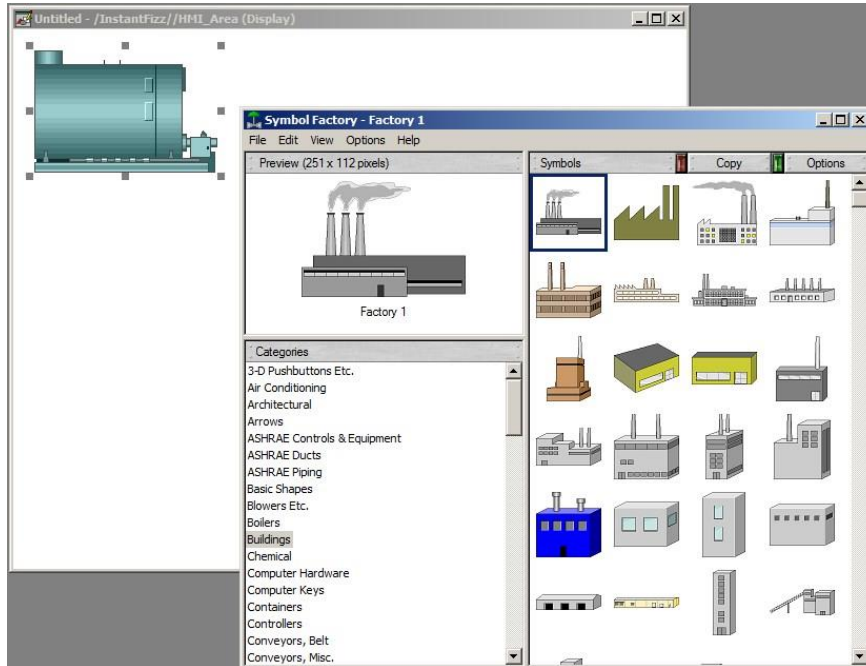 Untitled - /InstantFizz//HMI_Area (Display)
Symbol Factory - Factory 1
File Edit View Options Help
Preview (251 x 112 pixels)
Factory 1
Symbols Copy Options
Categories
3-D Pushbuttons Etc.
Air Conditioning
Architectural
Arrows
ASHRAE Controls & Equipment
ASHRAE Ducts
ASHRAE Piping
Basic Shapes
Blowers Etc.
Boilers
Buildings
Chemical
Computer Hardware
Computer Keys
Containers
Controllers
Conveyors, Belt
Conveyors, Misc.